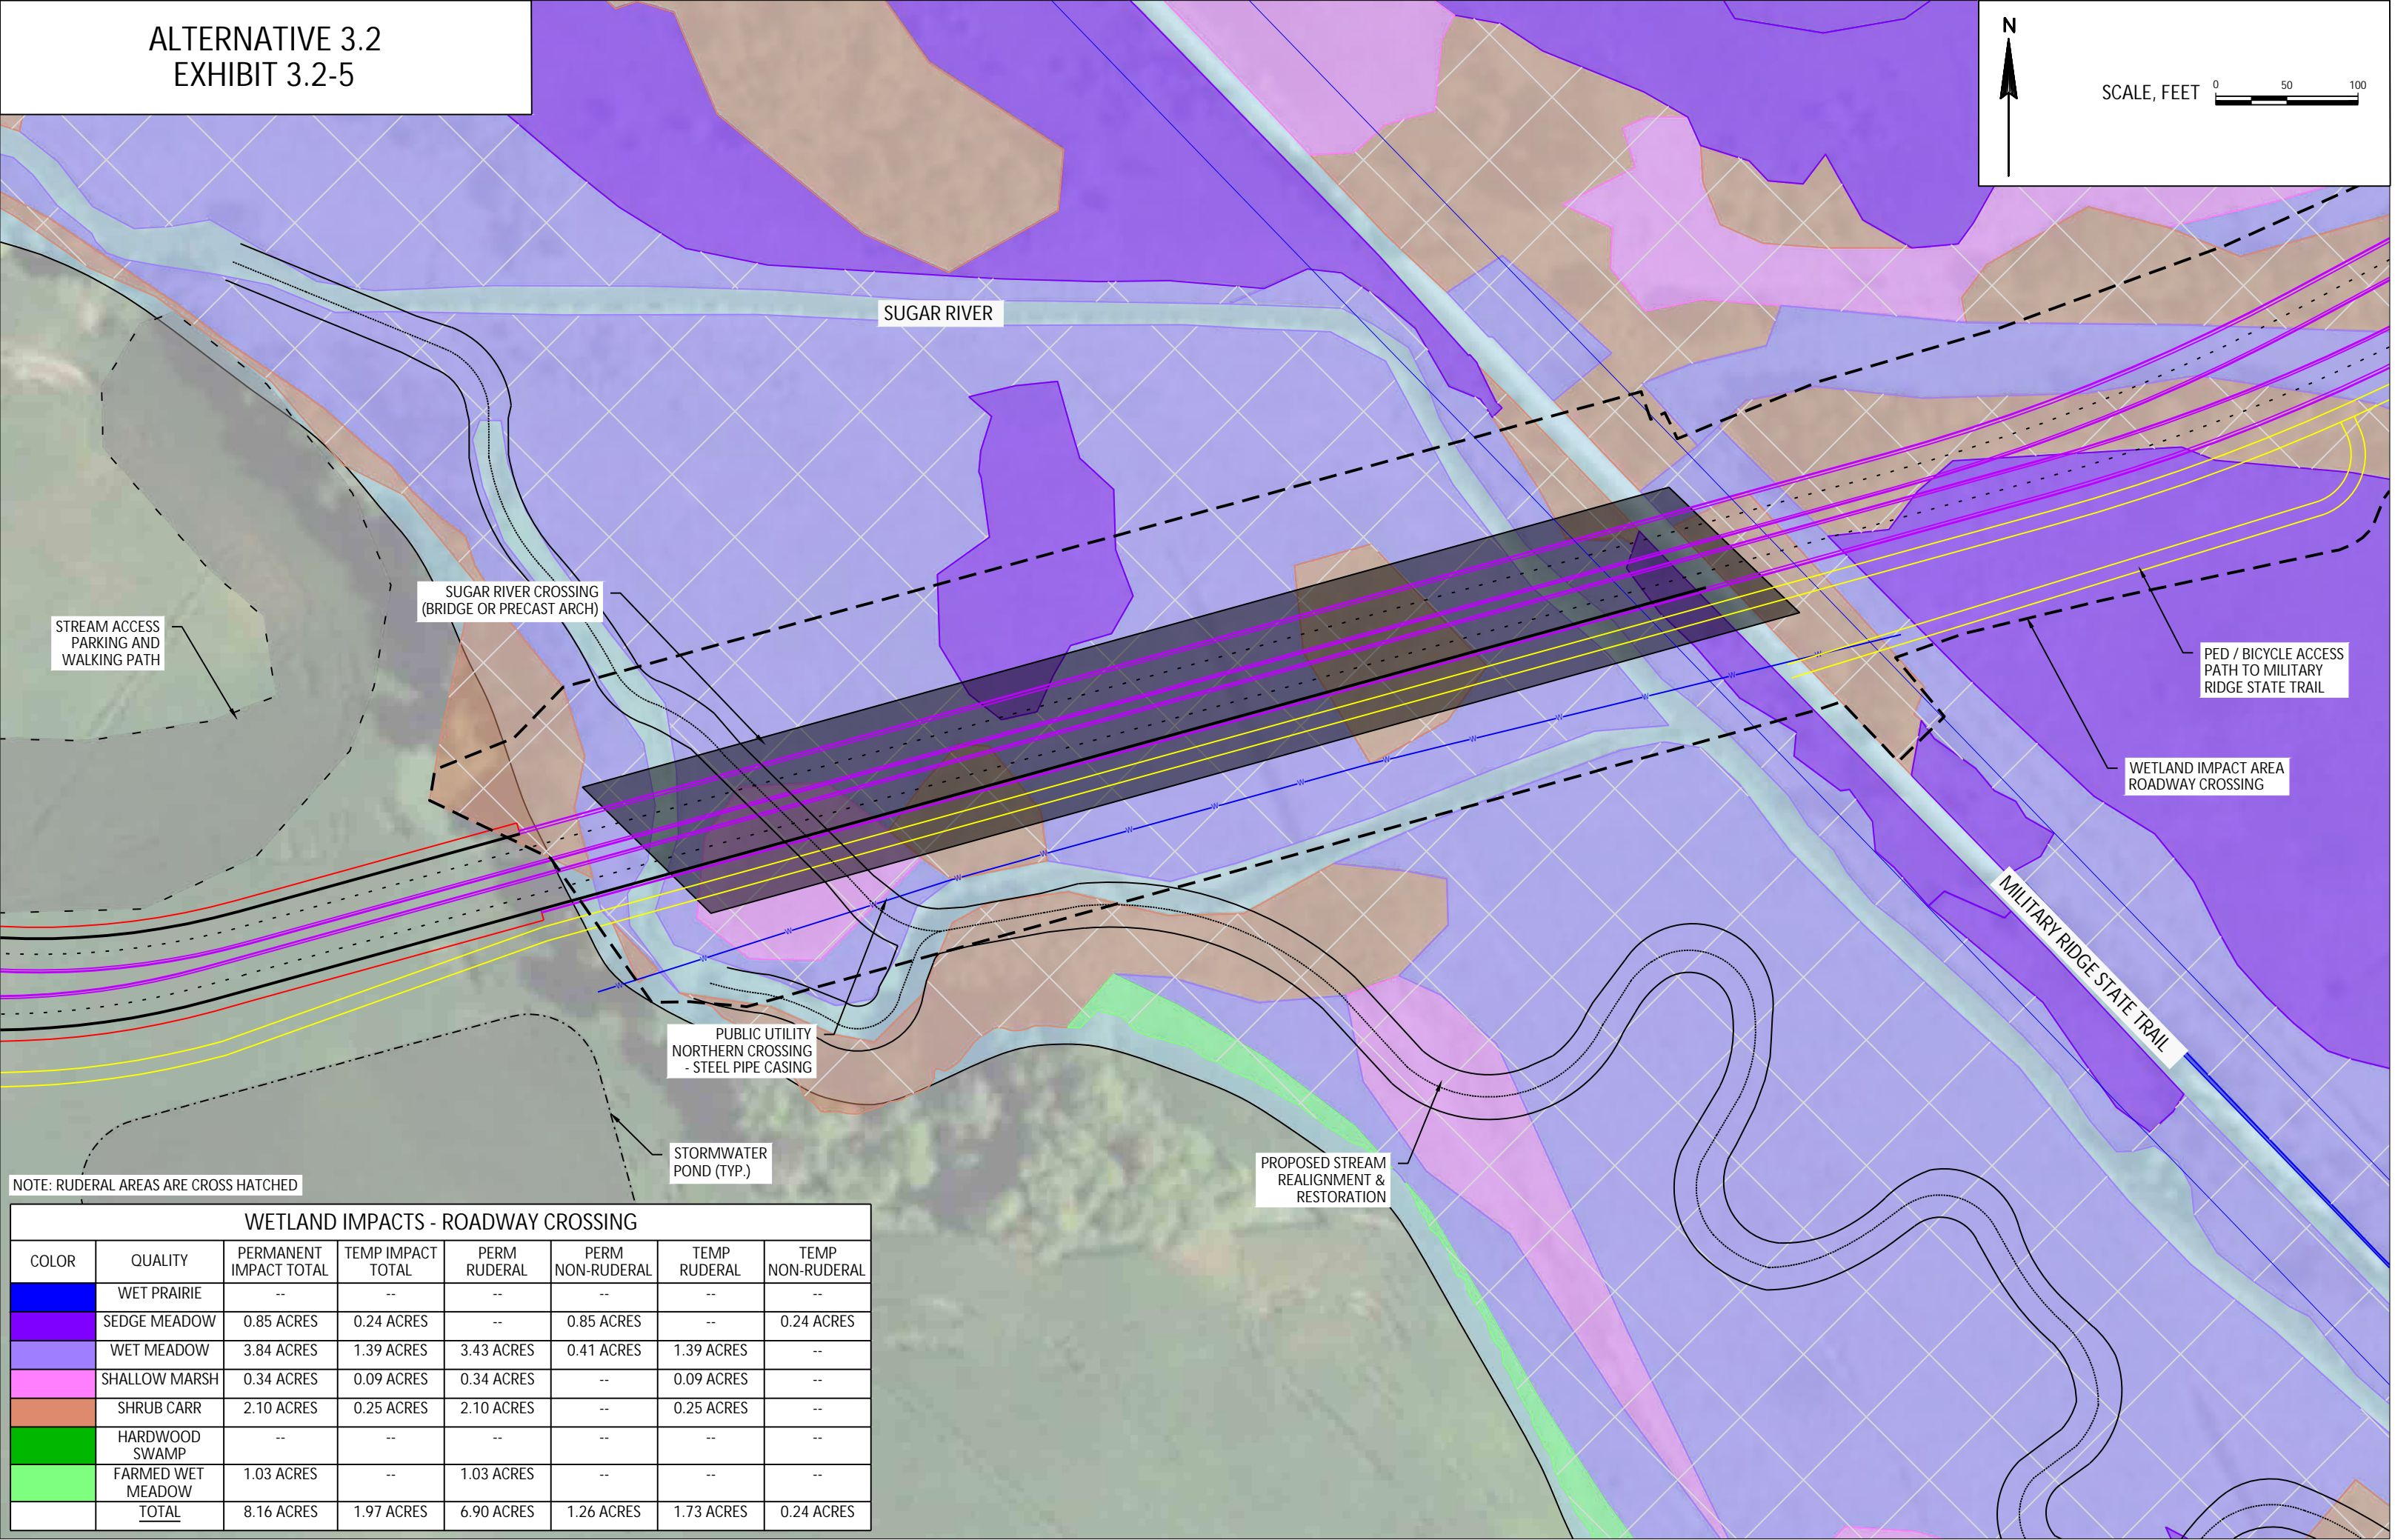 ALTERNATIVE 3.2
EXHIBIT 3.2-5
N
SCALE, FEET
0 50 100
SUGAR RIVER
SUGAR RIVER CROSSING
(BRIDGE OR PRECAST ARCH)
STREAM ACCESS
PARKING AND
WALKING PATH
PED / BICYCLE ACCESS
PATH TO MILITARY
RIDGE STATE TRAIL
WETLAND IMPACT AREA
ROADWAY CROSSING
MILITARY RIDGE STATE TRAIL
W W W W W W W W W W W W W W W
PUBLIC UTILITY
NORTHERN CROSSING
- STEEL PIPE CASING
STORMWATER
POND (TYP.)
PROPOSED STREAM
REALIGNMENT &
RESTORATION
NOTE: RUDERAL AREAS ARE CROSS HATCHED
WETLAND IMPACTS - ROADWAY CROSSING
COLOR QUALITY PERMANENT IMPACT TOTAL TEMP IMPACT TOTAL PERM RUDERAL PERM NON-RUDERAL TEMP RUDERAL TEMP NON-RUDERAL
WET PRAIRIE -- -- -- -- -- --
SEDGE MEADOW 0.85 ACRES 0.24 ACRES -- 0.85 ACRES -- 0.24 ACRES
WET MEADOW 3.84 ACRES 1.39 ACRES 3.43 ACRES 0.41 ACRES 1.39 ACRES --
SHALLOW MARSH 0.34 ACRES 0.09 ACRES 0.34 ACRES -- 0.09 ACRES --
SHRUB CARR 2.10 ACRES 0.25 ACRES 2.10 ACRES -- 0.25 ACRES --
HARDWOOD SWAMP -- -- -- -- -- --
FARMED WET MEADOW 1.03 ACRES -- 1.03 ACRES -- -- --
TOTAL 8.16 ACRES 1.97 ACRES 6.90 ACRES 1.26 ACRES 1.73 ACRES 0.24 ACRES